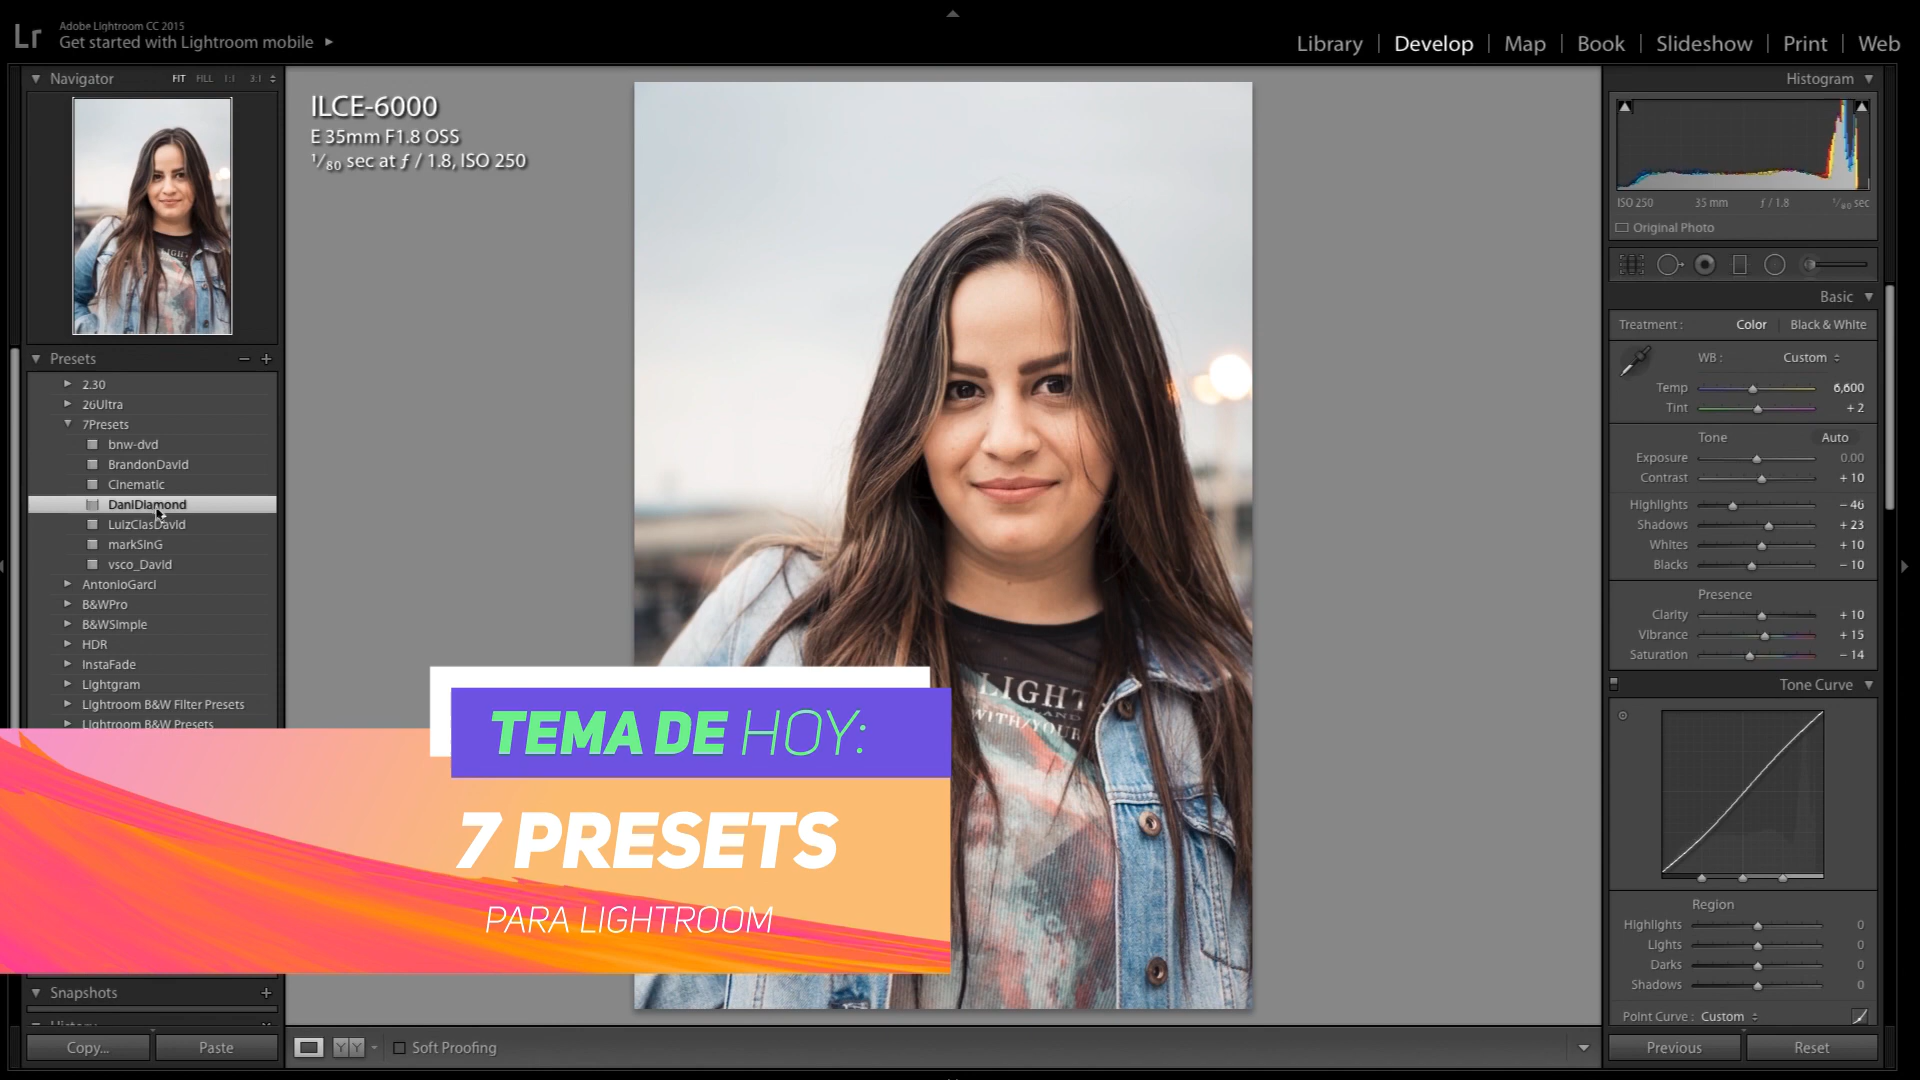 Lr
Adobe Lightroom CC 2015
Get started with Lightroom mobile
Library | Develop | Map | Book | Slideshow | Print | Web
Navigator FIT FILL 1:1 3:1
Presets
2.30
26Ultra
7Presets
bnw-dvd
BrandonDavid
Cinematic
DaniDiamond
LuizClasDavid
markSinG
vsco_David
AntonioGarci
B&WPro
B&WSimple
HDR
InstaFade
Lightgram
Lightroom B&W Filter Presets
Lightroom B&W Presets
Snapshots
History
Copy... Paste
ILCE-6000
E 35mm F1.8 OSS
1/80 sec at ƒ / 1.8, ISO 250
LIGHT
AND
WITH/YOUR
TEMA DE HOY:
7 PRESETS
PARA LIGHTROOM
YY Soft Proofing
Histogram
ISO 250 35 mm ƒ / 1.8 1/80 sec
Original Photo
Basic
Treatment : Color | Black & White
WB : Custom
Temp 6,600
Tint + 2
Tone Auto
Exposure 0.00
Contrast + 10
Highlights − 46
Shadows + 23
Whites + 10
Blacks − 10
Presence
Clarity + 10
Vibrance + 15
Saturation − 14
Tone Curve
Region
Highlights 0
Lights 0
Darks 0
Shadows 0
Point Curve : Custom
Previous Reset